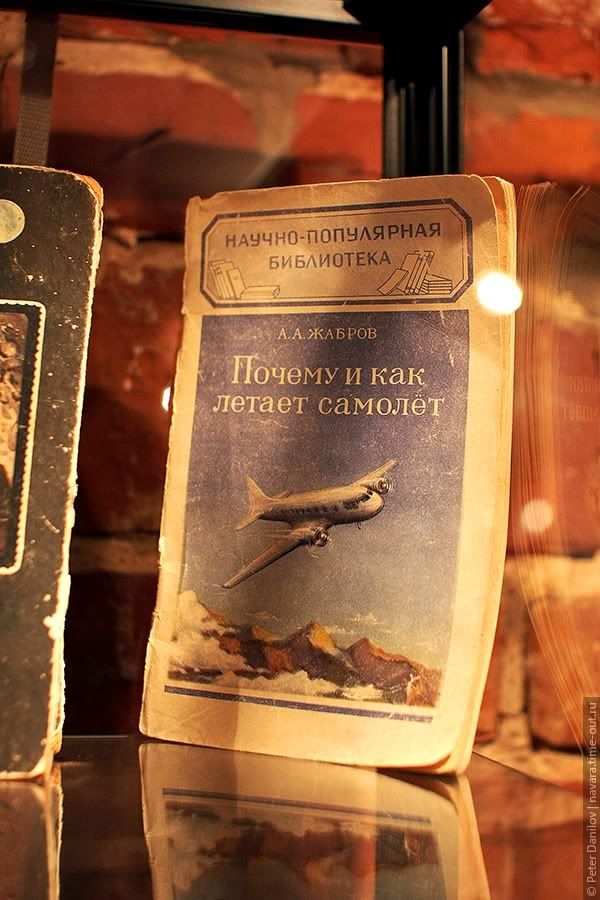 НАУЧНО-ПОПУЛЯРНАЯ
БИБЛИОТЕКА
А.А.ЖАБРОВ
Почему и как
летает самолёт
© Peter Danilov | navara.time-out.ru